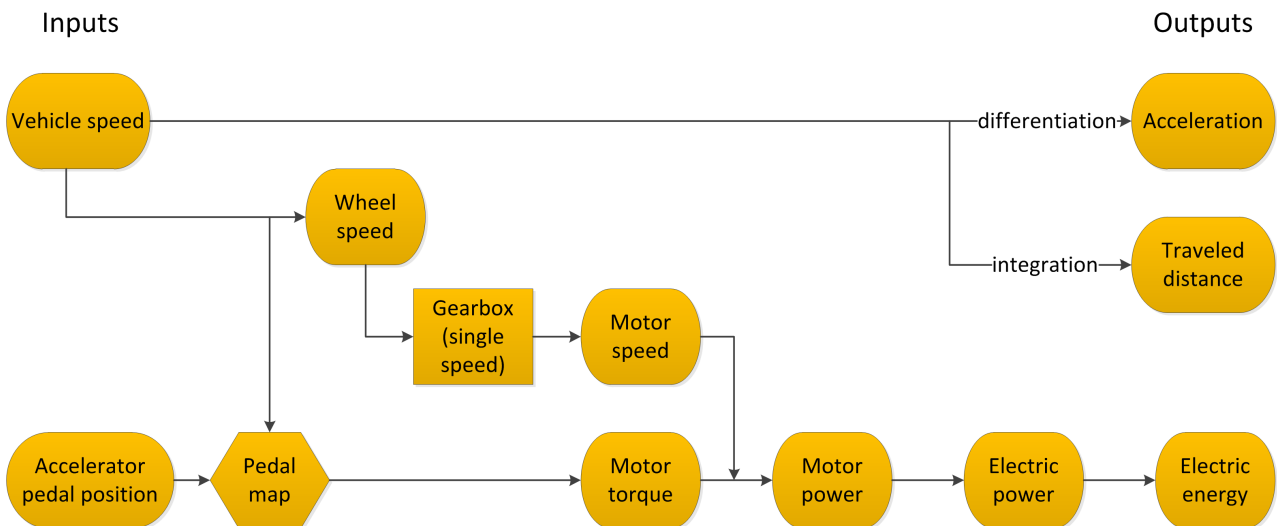 Inputs
Outputs
Vehicle speed
differentiation
Acceleration
Wheel
speed
integration
Traveled
distance
Gearbox
(single
speed)
Motor
speed
Accelerator
pedal position
Pedal
map
Motor
torque
Motor
power
Electric
power
Electric
energy